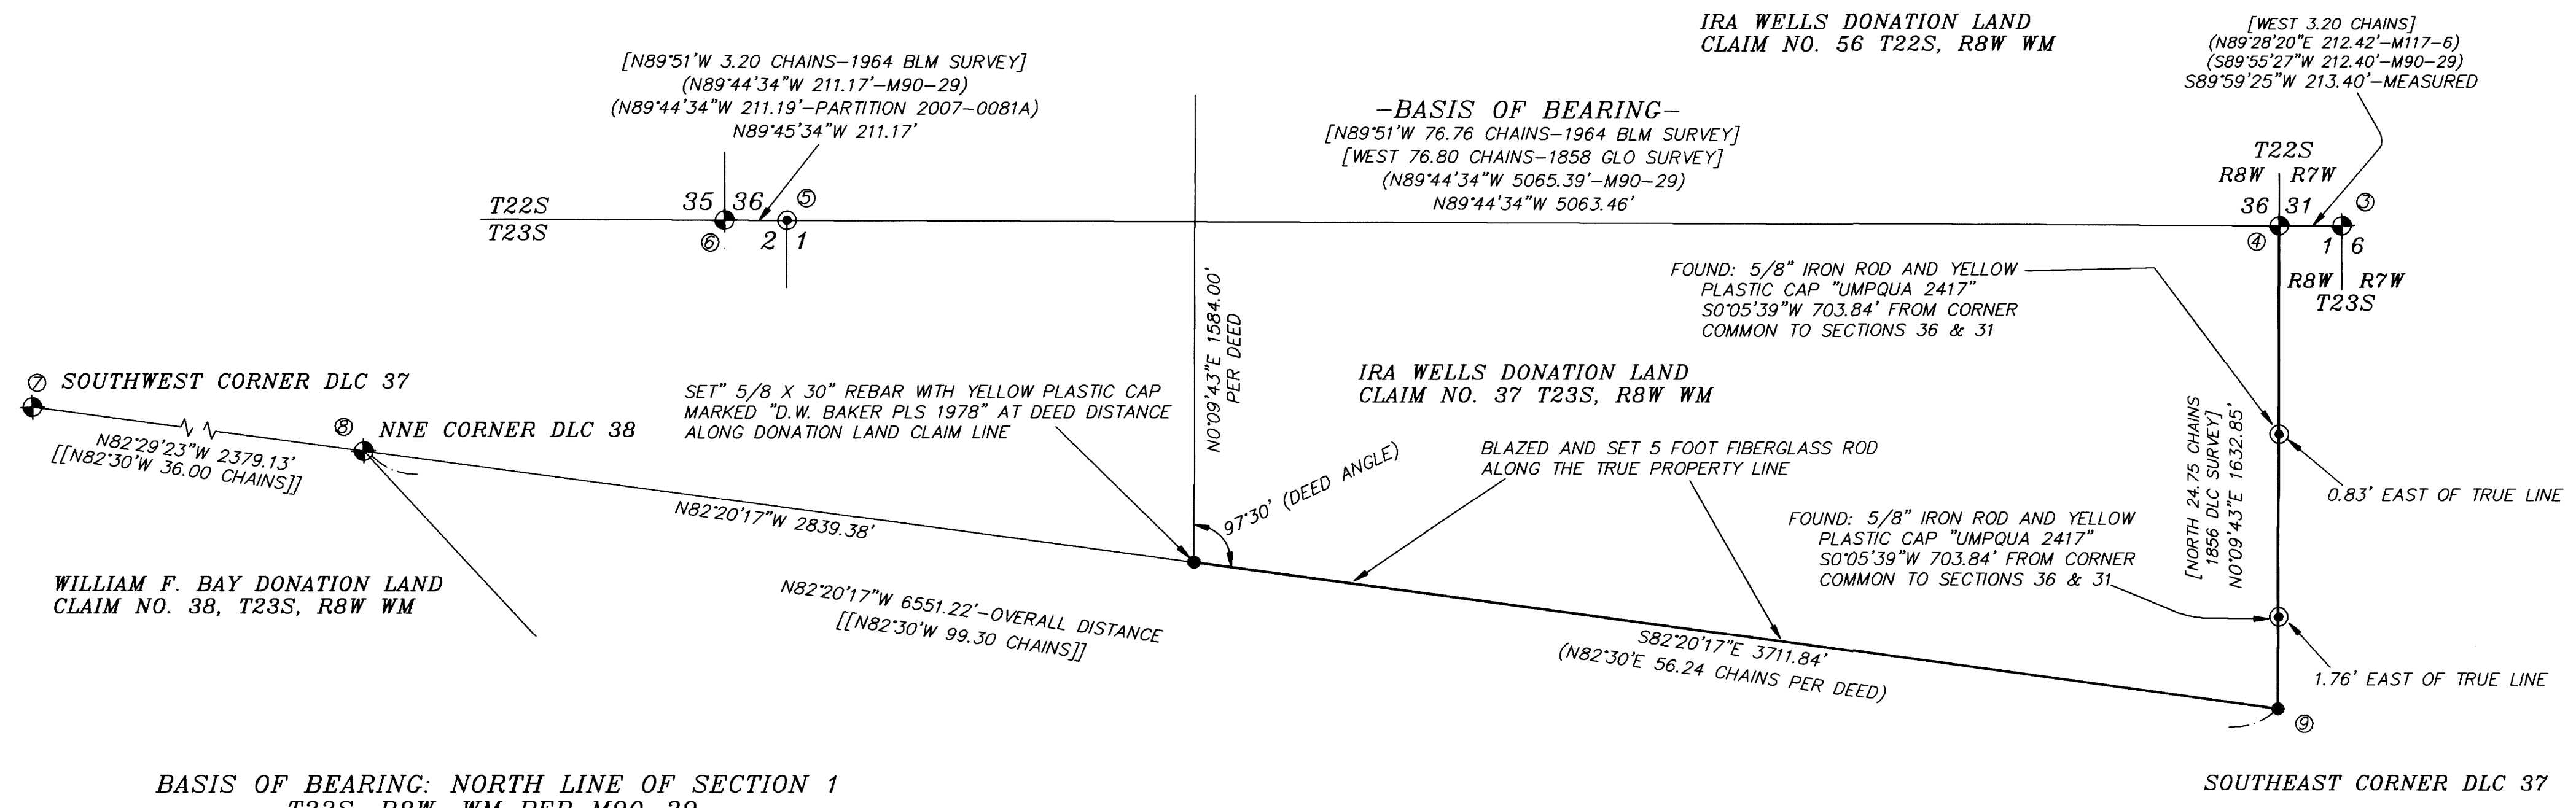 IRA WELLS DONATION LAND
CLAIM NO. 56 T22S, R8W WM
[WEST 3.20 CHAINS]
(N89°28'20"E 212.42'-M117-6)
(S89°55'27"W 212.40'-M90-29)
S89°59'25"W 213.40'-MEASURED
[N89°51'W 3.20 CHAINS-1964 BLM SURVEY]
(N89°44'34"W 211.17'-M90-29)
(N89°44'34"W 211.19'-PARTITION 2007-0081A)
N89°45'34"W 211.17'
-BASIS OF BEARING-
[N89°51'W 76.76 CHAINS-1964 BLM SURVEY]
[WEST 76.80 CHAINS-1858 GLO SURVEY]
(N89°44'34"W 5065.39'-M90-29)
N89°44'34"W 5063.46'
T22S
R8W R7W
36 31
3
4
1 6
R8W R7W
T23S
T22S
T23S
35 36
5
6
2 1
FOUND: 5/8" IRON ROD AND YELLOW
PLASTIC CAP "UMPQUA 2417"
S0°05'39"W 703.84' FROM CORNER
COMMON TO SECTIONS 36 & 31
N0°09'43"E 1584.00'
PER DEED
7 SOUTHWEST CORNER DLC 37
8 NNE CORNER DLC 38
N82°29'23"W 2379.13'
[[N82°30'W 36.00 CHAINS]]
SET" 5/8 X 30" REBAR WITH YELLOW PLASTIC CAP
MARKED "D.W. BAKER PLS 1978" AT DEED DISTANCE
ALONG DONATION LAND CLAIM LINE
IRA WELLS DONATION LAND
CLAIM NO. 37 T23S, R8W WM
97°30' (DEED ANGLE)
BLAZED AND SET 5 FOOT FIBERGLASS ROD
ALONG THE TRUE PROPERTY LINE
[NORTH 24.75 CHAINS
1856 DLC SURVEY]
N0°09'43"E 1632.85'
0.83' EAST OF TRUE LINE
N82°20'17"W 2839.38'
FOUND: 5/8" IRON ROD AND YELLOW
PLASTIC CAP "UMPQUA 2417"
S0°05'39"W 703.84' FROM CORNER
COMMON TO SECTIONS 36 & 31
WILLIAM F. BAY DONATION LAND
CLAIM NO. 38, T23S, R8W WM
N82°20'17"W 6551.22'-OVERALL DISTANCE
[[N82°30'W 99.30 CHAINS]]
S82°20'17"E 3711.84'
(N82°30'E 56.24 CHAINS PER DEED)
1.76' EAST OF TRUE LINE
9
BASIS OF BEARING: NORTH LINE OF SECTION 1
SOUTHEAST CORNER DLC 37